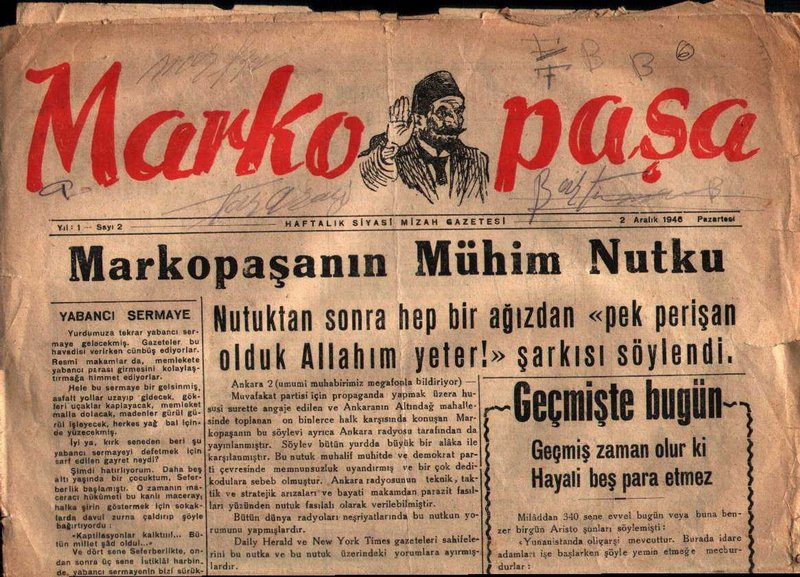 Marko paşa
Yıl: 1 — Sayı 2
HAFTALIK SİYASİ MİZAH GAZETESİ
2 Aralık 1946 Pazartesi
Markopaşanın Mühim Nutku
YABANCI SERMAYE
Yurdumuza tekrar yabancı ser-
maye gelecekmiş. Gazeteler bu
havadisi verirken cünbüş ediyorlar.
Resmi makamlar da, memlekete
yabancı parası girmesini kolaylaş-
tırmağa himmet ediyorlar.
Hele bu sermaye bir gelsinmiş,
asfalt yollar uzayıp gidecek, gök-
leri uçaklar kaplayacak, memleket
malla dolacak, madenler gürül gü-
rül işleyecek, herkes yağ bal için-
de yüzecekmiş.
İyi ya, kırk seneden beri şu
yabancı sermayeyi defetmek için
sarf edilen gayret neydi?
Şimdi hatırlıyorum. Daha beş
altı yaşında bir çocuktum, Sefer-
berlik başlamıştı. O zamanın ma-
ceracı hükümeti bu kanlı macerayı,
halka şirin göstermek için sokak-
larda davul zurna çaldırıp şöyle
bağırtıyordu:
«Kapitilasyonlar kalktııı!... Bü-
tün millet şâd oldu!...»
Ve dört sene Seferberlikte, on-
dan sonra üç sene İstiklâl harbin-
de, yabancı sermayenin bizi sürük-
Nutuktan sonra hep bir ağızdan «pek perişan
olduk Allahım yeter!» şarkısı söylendi.
Ankara 2 (umumi muhabirimiz megafonla bildiriyor) —
Muvafakat partisi için propaganda yapmak üzere hu-
susi surette angaje edilen ve Ankaranın Altındağ mahalle-
sinde toplanan on binlerce halk karşısında konuşan Mar-
kopaşanın bu söylevi ayrıca Ankara radyosu tarafından da
yayınlanmıştır. Söylev bütün yurdda büyük bir alâka ile
karşılanmıştır. Bu nutuk muhalif muhitde ve demokrat par-
ti çevresinde memnunsuzluk uyandırmış ve bir çok dedi-
kodulara sebeb olmuştur. Ankara radyosunun teknik, tak-
tik ve stratejik arızaları ve bayati makamdan parazit fasıl-
ları yüzünden nutuk fasılalı olarak verilebilmiştir.
Bütün dünya radyoları neşriyatlarında bu nutkun yo-
rumunu yapmışlardır.
Daily Herald ve New York Times gazeteleri sahifele-
rini bu nutka ve bu nutuk üzerindeki yorumlara ayırmış-
lardır.
Geçmişte bugün
Geçmiş zaman olur ki
Hayali beş para etmez
Milâddan 340 sene evvel bugün veya buna ben-
zer birgün Aristo şunları söylemişti:
«Yunanistanda oligarşi mevcuttur. Burada idare
adamları işe başlarken şöyle yemin etmeğe mecbur-
durlar: